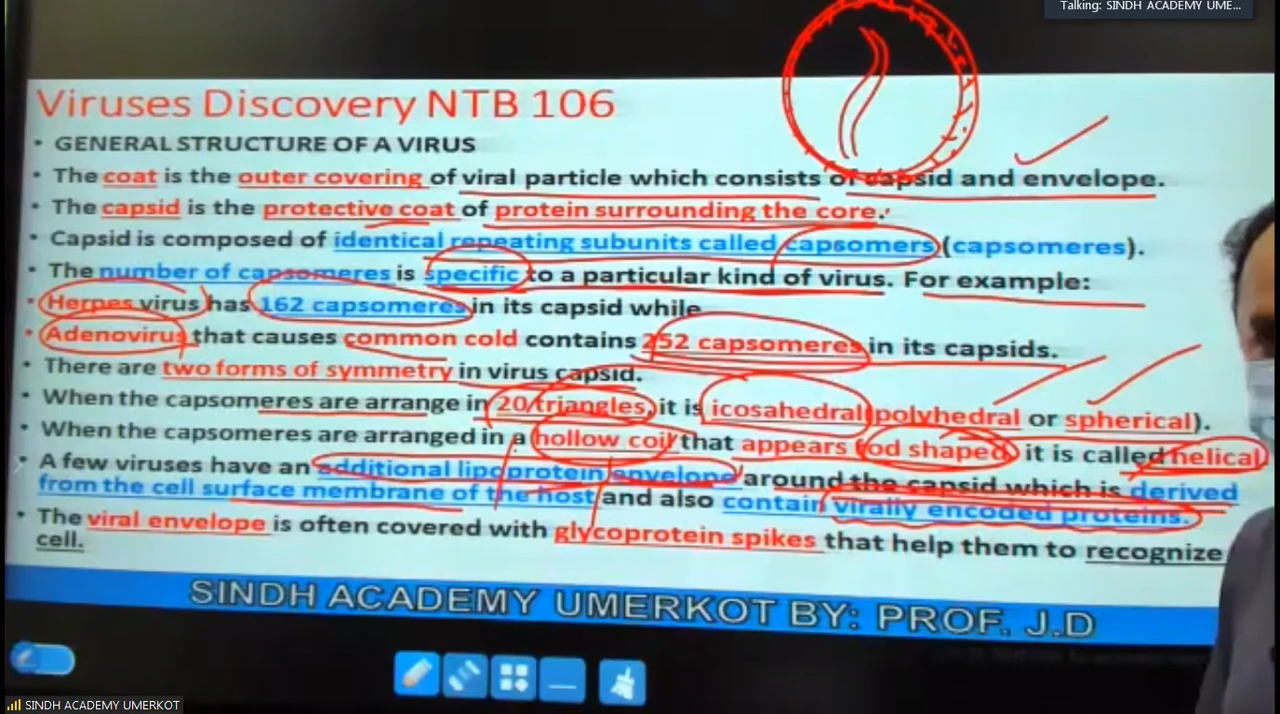 Talking: SINDH ACADEMY UME...
Viruses Discovery NTB 106
• GENERAL STRUCTURE OF A VIRUS
• The coat is the outer covering of viral particle which consists of capsid and envelope.
• The capsid is the protective coat of protein surrounding the core.
• Capsid is composed of identical repeating subunits called capsomers (capsomeres).
• The number of capsomeres is specific to a particular kind of virus. For example:
• Herpes virus has 162 capsomeres in its capsid while
• Adenovirus that causes common cold contains 252 capsomeres in its capsids.
• There are two forms of symmetry in virus capsid.
• When the capsomeres are arrange in 20 triangles, it is icosahedral (polyhedral or spherical).
• When the capsomeres are arranged in a hollow coil that appears rod shaped, it is called helical
• A few viruses have an additional lipoprotein envelope around the capsid which is derived
from the cell surface membrane of the host and also contain virally encoded proteins.
• The viral envelope is often covered with glycoprotein spikes that help them to recognize
cell.
SINDH ACADEMY UMERKOT BY: PROF. J.D
SINDH ACADEMY UMERKOT